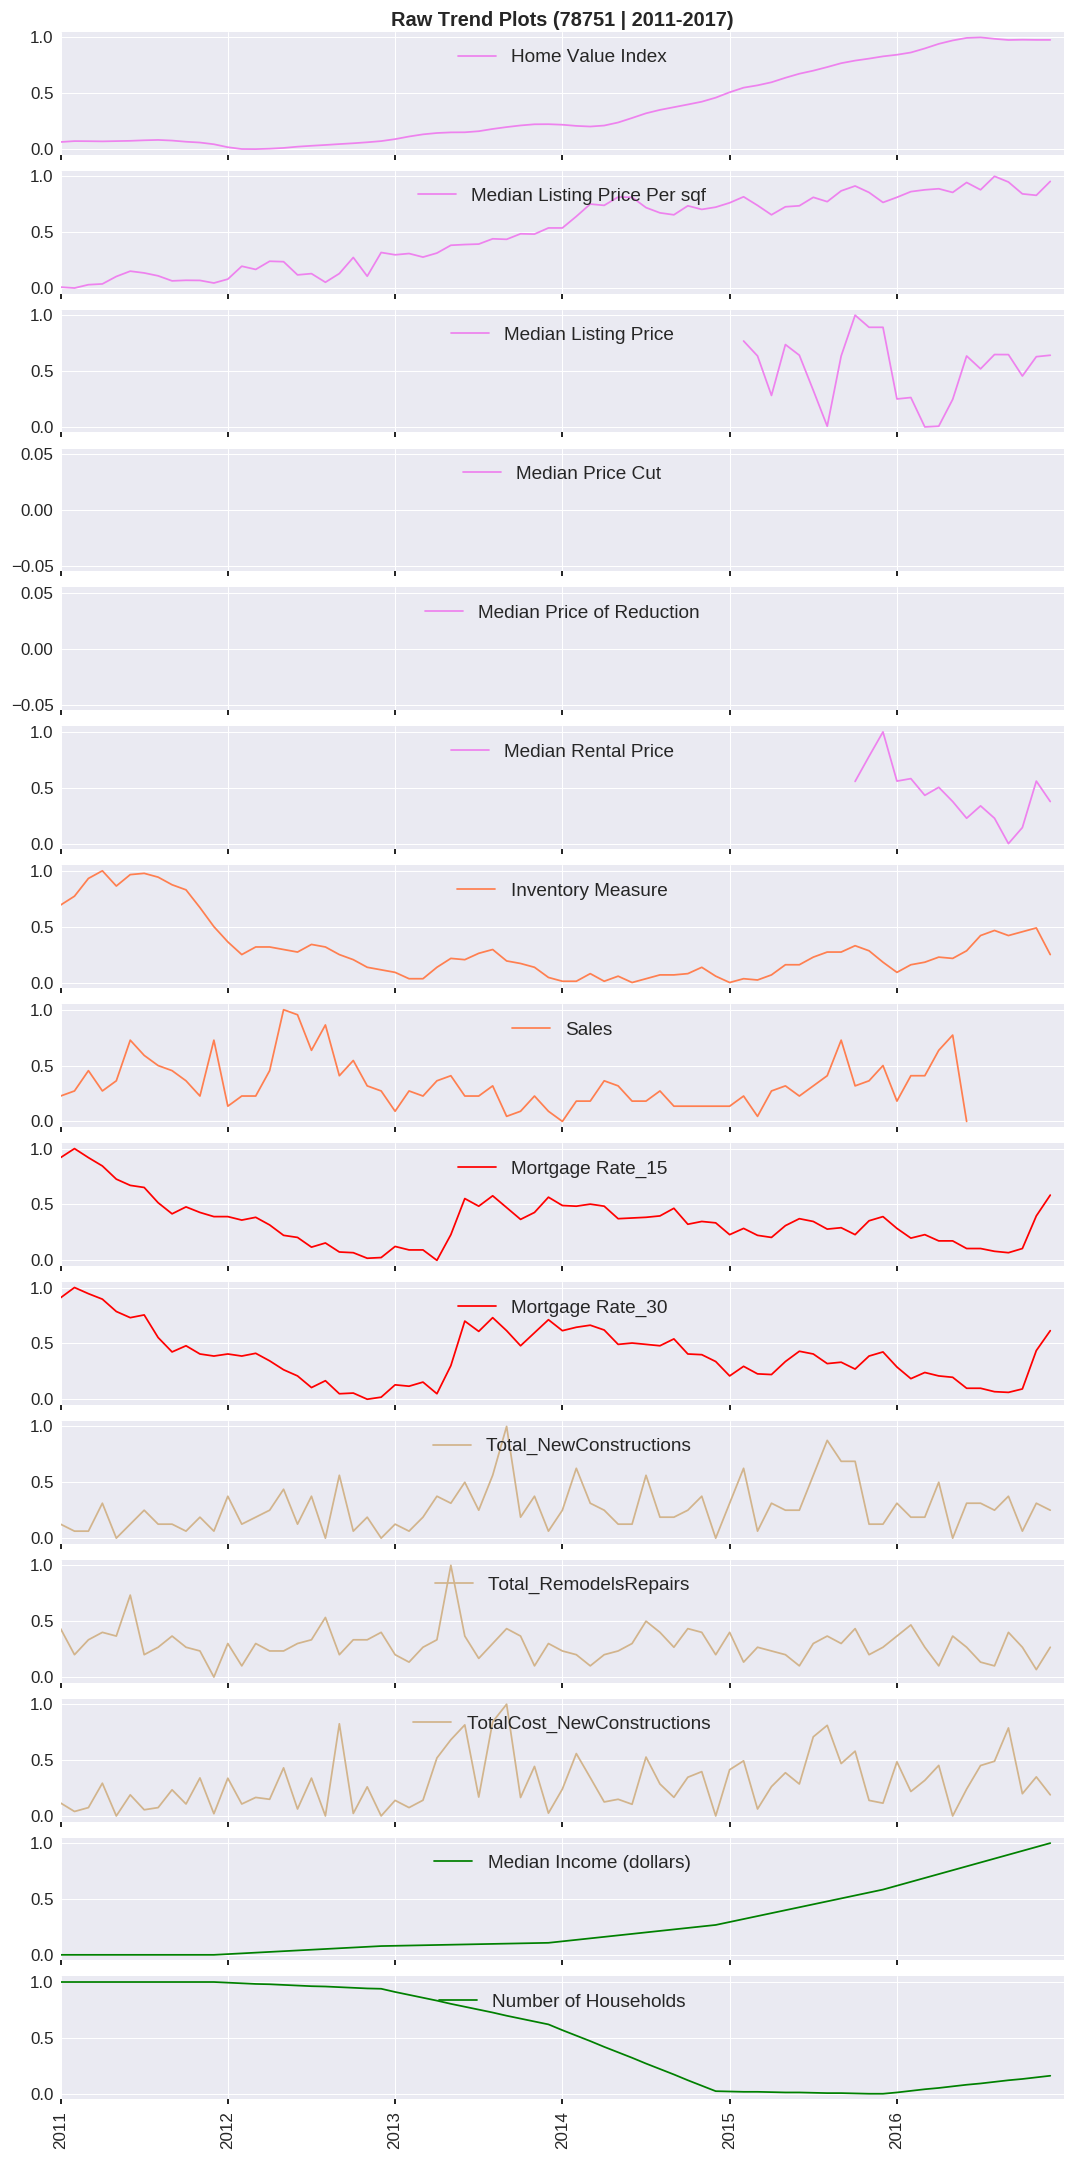 Raw Trend Plots (78751 | 2011-2017)
1.0
Home Value Index
0.5
0.0
1.0
Median Listing Price Per sqf
0.5
0.0
1.0
Median Listing Price
0.5
0.0
0.05
Median Price Cut
0.00
−0.05
0.05
Median Price of Reduction
0.00
−0.05
1.0
Median Rental Price
0.5
0.0
1.0
Inventory Measure
0.5
0.0
1.0
Sales
0.5
0.0
1.0
Mortgage Rate_15
0.5
0.0
1.0
Mortgage Rate_30
0.5
0.0
1.0
Total_NewConstructions
0.5
0.0
1.0
Total_RemodelsRepairs
0.5
0.0
1.0
TotalCost_NewConstructions
0.5
0.0
1.0
Median Income (dollars)
0.5
0.0
1.0
Number of Households
0.5
0.0
2011 2012 2013 2014 2015 2016